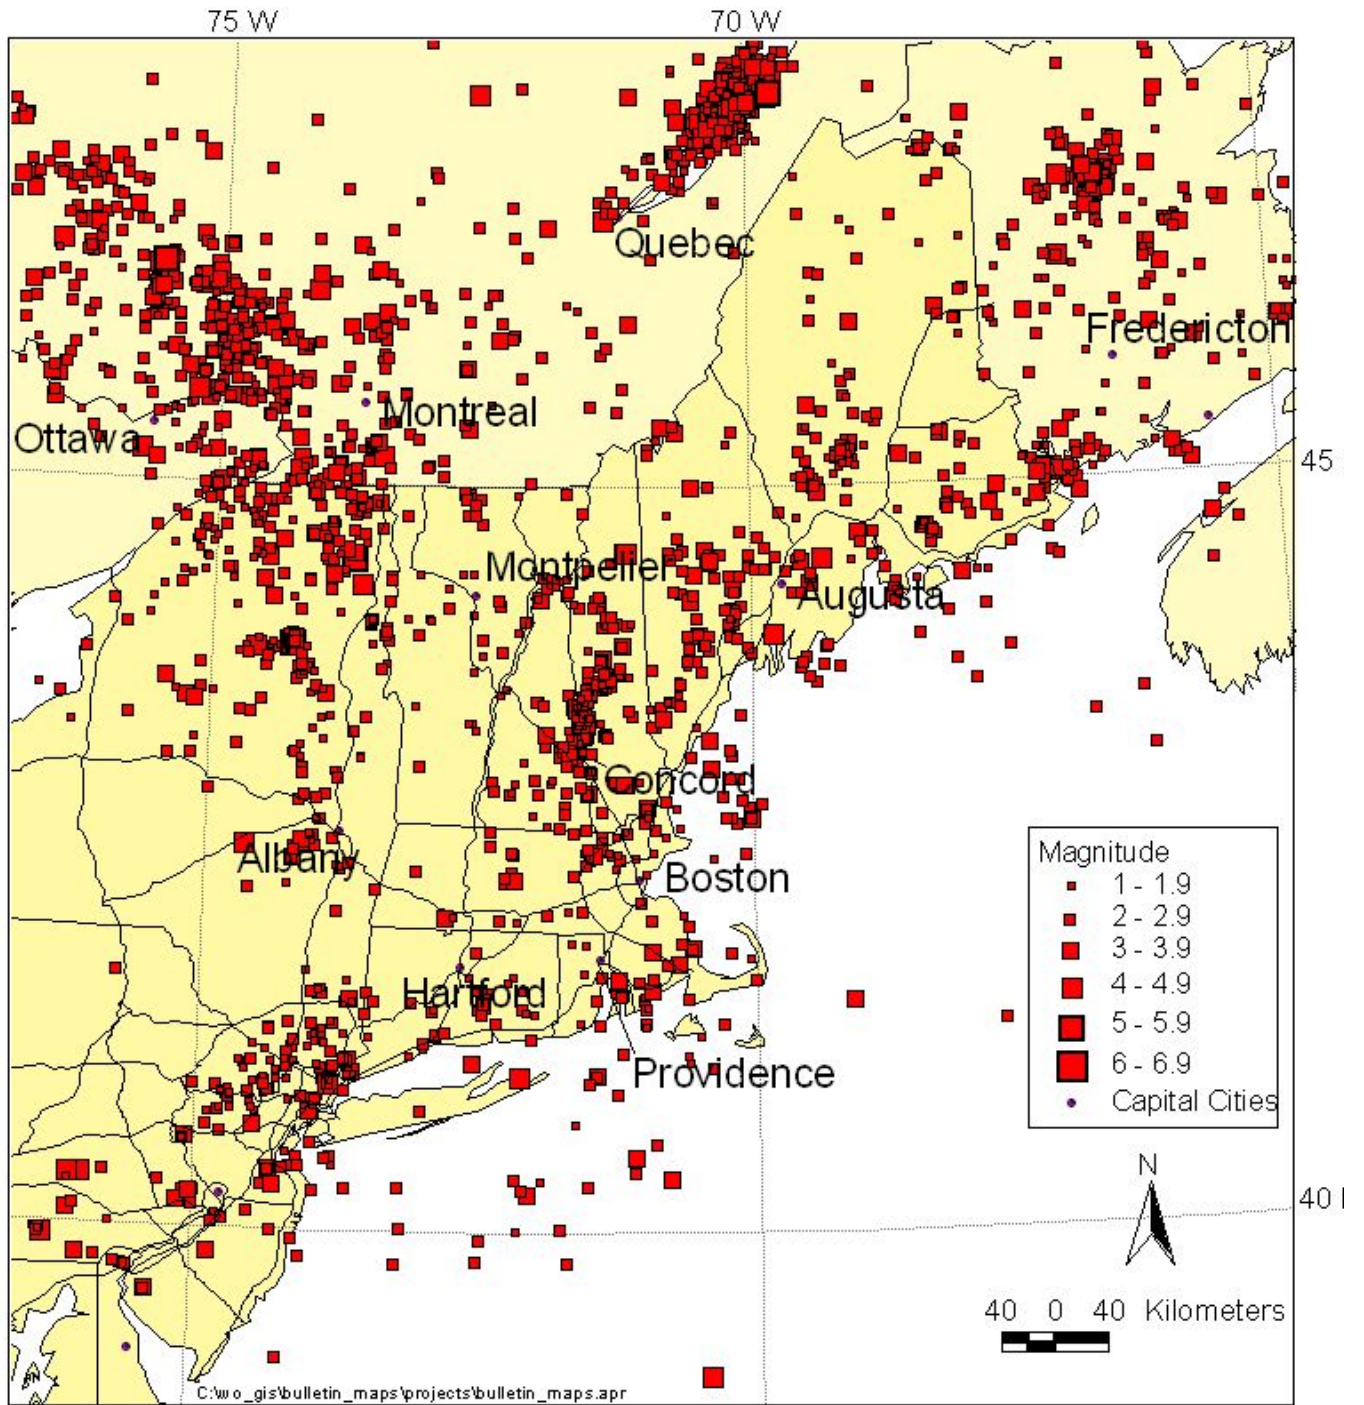 75 W
70 W
Quebec
Fredericton
Montreal
Ottawa
45
Montpelier
Augusta
Concord
Albany
Boston
Hartford
Providence
Magnitude
1 - 1.9
2 - 2.9
3 - 3.9
4 - 4.9
5 - 5.9
6 - 6.9
Capital Cities
N
40
40 0 40 Kilometers
C:\wo_gis\bulletin_maps\projects\bulletin_maps.apr